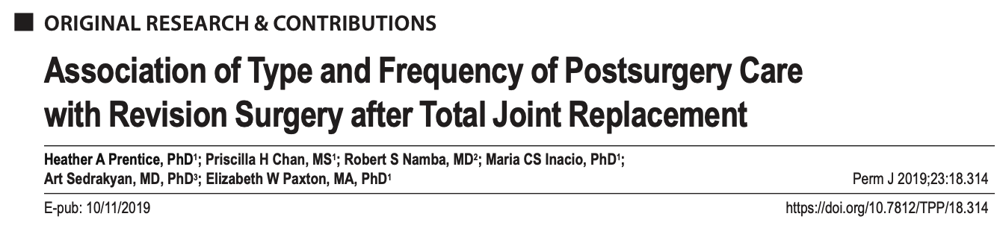 ORIGINAL RESEARCH & CONTRIBUTIONS
Association of Type and Frequency of Postsurgery Care
with Revision Surgery after Total Joint Replacement
Heather A Prentice, PhD¹; Priscilla H Chan, MS¹; Robert S Namba, MD²; Maria CS Inacio, PhD¹;
Art Sedrakyan, MD, PhD³; Elizabeth W Paxton, MA, PhD¹
Perm J 2019;23:18.314
E-pub: 10/11/2019
https://doi.org/10.7812/TPP/18.314